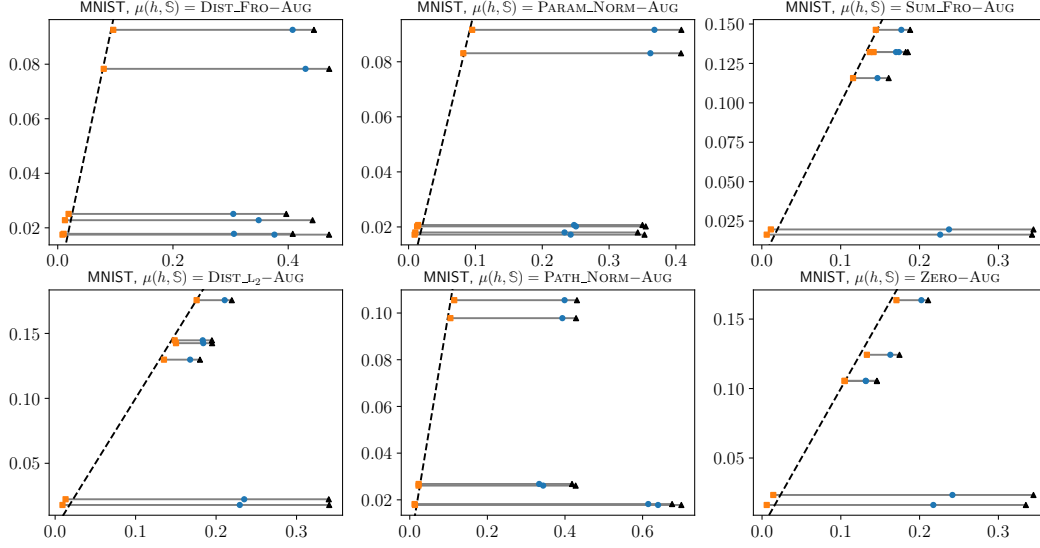 MNIST, μ(h, 𝕊) = DIST_FRO−AUG
0.08
0.06
0.04
0.02
0.0 0.2 0.4
MNIST, μ(h, 𝕊) = PARAM_NORM−AUG
0.08
0.06
0.04
0.02
0.0 0.1 0.2 0.3 0.4
MNIST, μ(h, 𝕊) = SUM_FRO−AUG
0.150
0.125
0.100
0.075
0.050
0.025
0.0 0.1 0.2 0.3
MNIST, μ(h, 𝕊) = DIST_L₂−AUG
0.15
0.10
0.05
0.0 0.1 0.2 0.3
MNIST, μ(h, 𝕊) = PATH_NORM−AUG
0.10
0.08
0.06
0.04
0.02
0.0 0.2 0.4 0.6
MNIST, μ(h, 𝕊) = ZERO−AUG
0.15
0.10
0.05
0.0 0.1 0.2 0.3